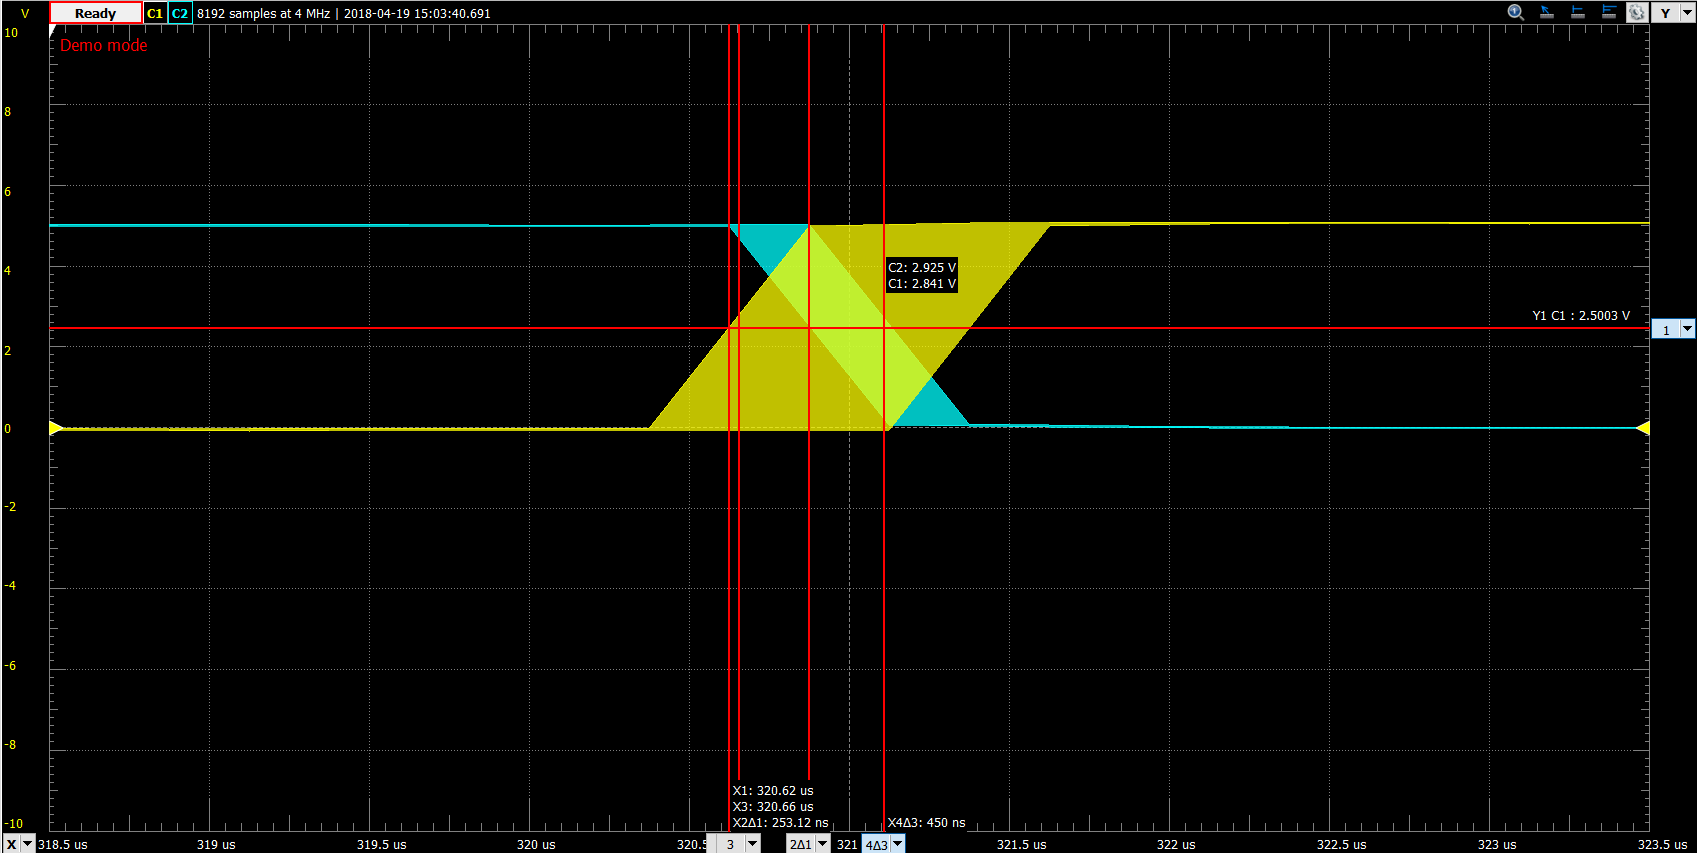 V Ready C1 C2 8192 samples at 4 MHz | 2018-04-19 15:03:40.691 Y
10
Demo mode
8
6
4
C2: 2.925 V
C1: 2.841 V
Y1 C1 : 2.5003 V
1
2
0
-2
-4
-6
-8
X1: 320.62 us
X3: 320.66 us
X2Δ1: 253.12 ns X4Δ3: 450 ns
-10
X 318.5 us 319 us 319.5 us 320 us 320.5 3 2Δ1 321 4Δ3 321.5 us 322 us 322.5 us 323 us 323.5 us